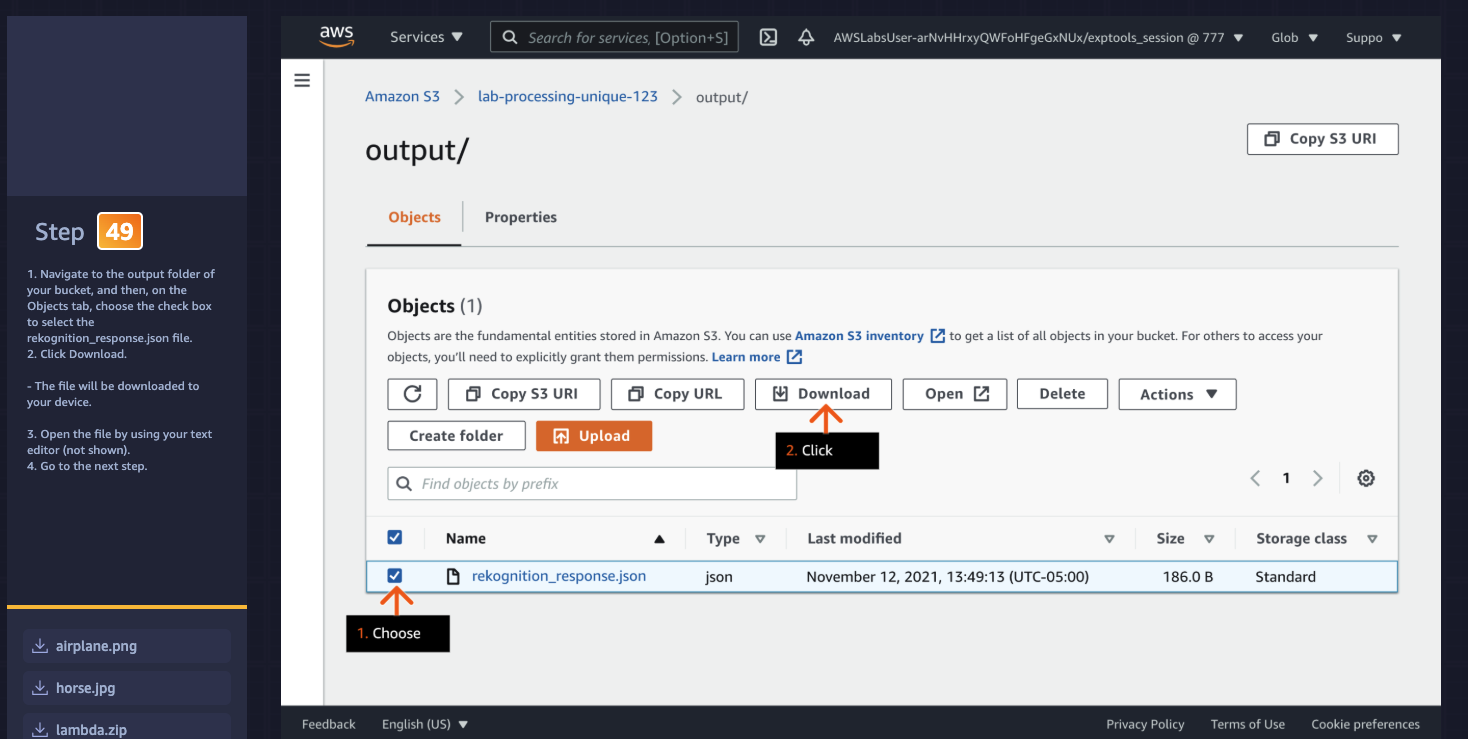 Step 49
1. Navigate to the output folder of
your bucket, and then, on the
Objects tab, choose the check box
to select the
rekognition_response.json file.
2. Click Download.
- The file will be downloaded to
your device.
3. Open the file by using your text
editor (not shown).
4. Go to the next step.
airplane.png
horse.jpg
lambda.zip
aws Services Search for services, [Option+S] AWSLabsUser-arNvHHrxyQWFoHFgeGxNUx/exptools_session @ 777 Glob Suppo
Amazon S3 lab-processing-unique-123 output/
output/
Copy S3 URI
Objects Properties
Objects (1)
Objects are the fundamental entities stored in Amazon S3. You can use Amazon S3 inventory to get a list of all objects in your bucket. For others to access your
objects, you'll need to explicitly grant them permissions. Learn more
Copy S3 URI Copy URL Download Open Delete Actions
Create folder Upload
2. Click
Find objects by prefix
1
Name Type Last modified Size Storage class
rekognition_response.json json November 12, 2021, 13:49:13 (UTC-05:00) 186.0 B Standard
1. Choose
Feedback English (US) Privacy Policy Terms of Use Cookie preferences